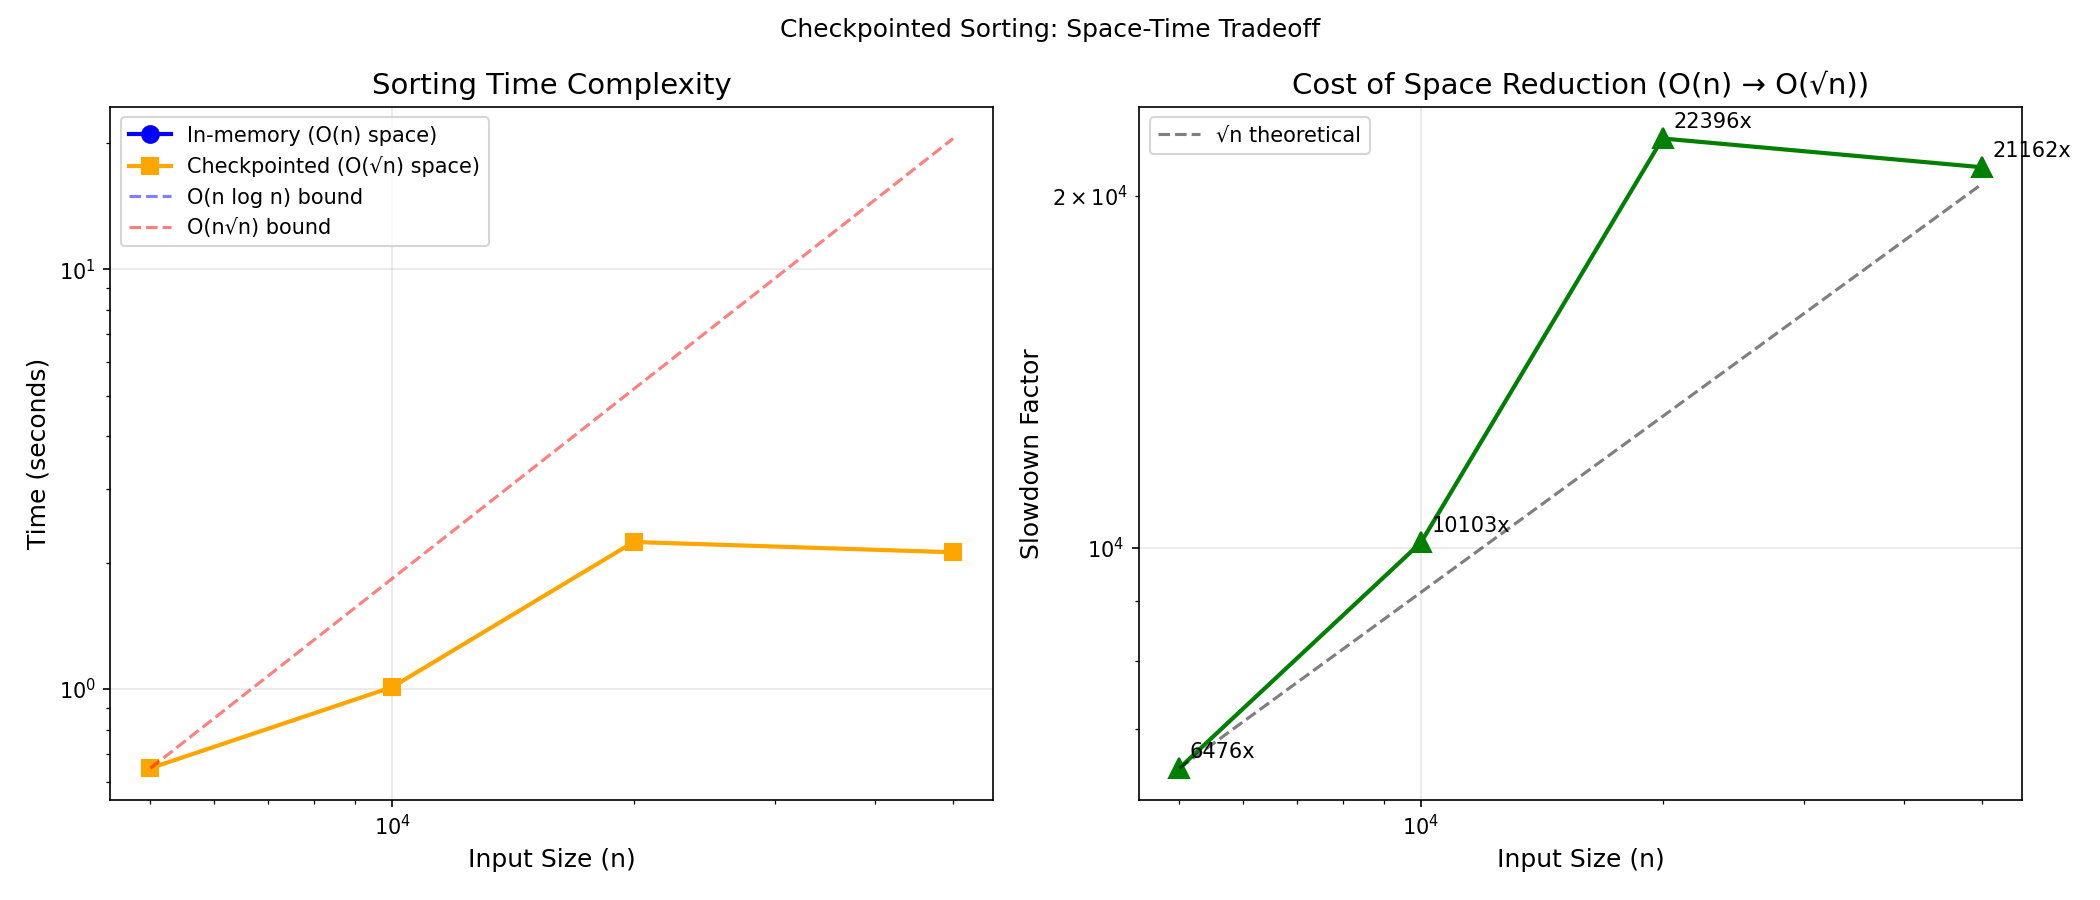 Checkpointed Sorting: Space-Time Tradeoff
Sorting Time Complexity
In-memory (O(n) space)
Checkpointed (O(√n) space)
O(n log n) bound
O(n√n) bound
10¹
10⁰
Time (seconds)
10⁴
Input Size (n)
Cost of Space Reduction (O(n) → O(√n))
√n theoretical
22396x
21162x
10103x
6476x
2 × 10⁴
10⁴
Slowdown Factor
10⁴
Input Size (n)